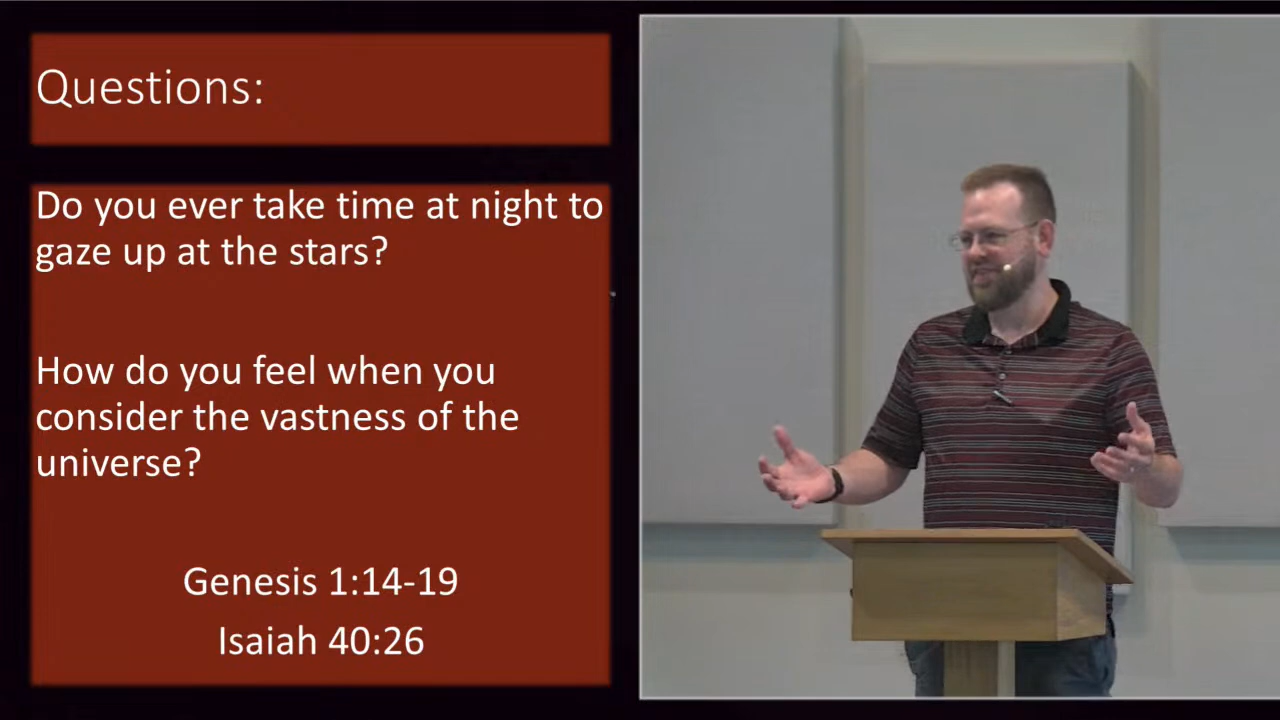 Questions:
Do you ever take time at night to
gaze up at the stars?
How do you feel when you
consider the vastness of the
universe?
Genesis 1:14-19
Isaiah 40:26